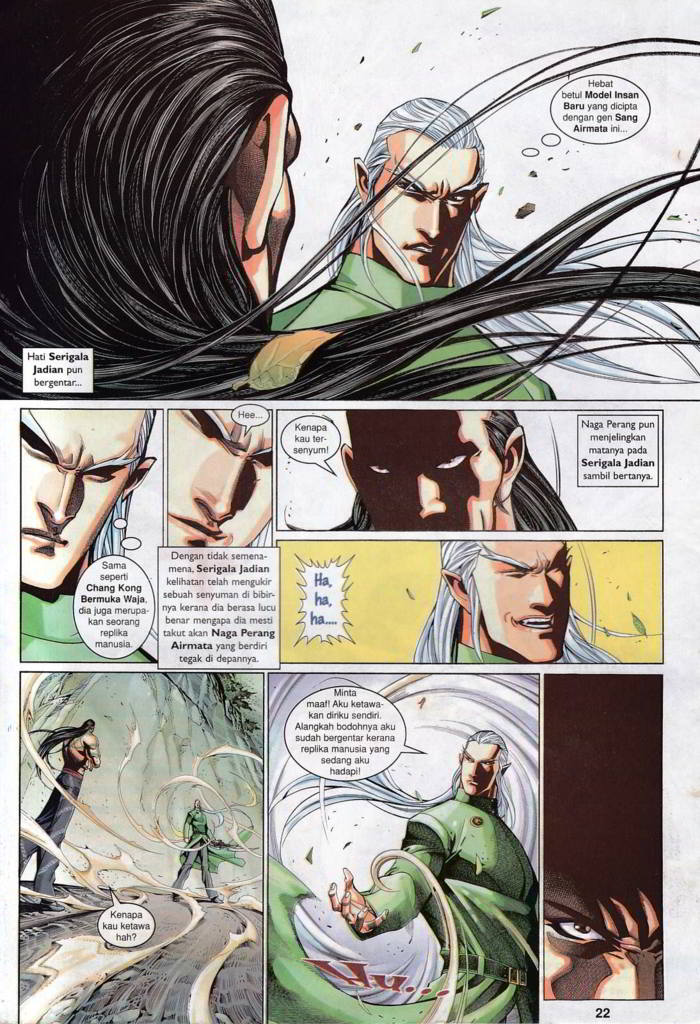 Hebat
betul Model Insan
Baru yang dicipta
dengan gen Sang
Airmata ini...
Hati Serigala
Jadian pun
bergentar...
Sama
seperti
Chang Kong
Bermuka Waja,
dia juga merupa-
kan seorang
replika
manusia.
Hee...
Dengan tidak semena-
mena, Serigala Jadian
kelihatan telah mengukir
sebuah senyuman di bibir-
nya kerana dia berasa lucu
benar mengapa dia mesti
takut akan Naga Perang
Airmata yang berdiri
tegak di depannya.
Kenapa
kau ter-
senyum!
Naga Perang pun
menjelingkan
matanya pada
Serigala Jadian
sambil bertanya.
Ha,
ha,
ha....
Kenapa
kau ketawa
hah?
Minta
maaf! Aku ketawa-
kan diriku sendiri.
Alangkah bodohnya aku
sudah bergentar kerana
replika manusia yang
sedang aku
hadapi!
Hu...
22